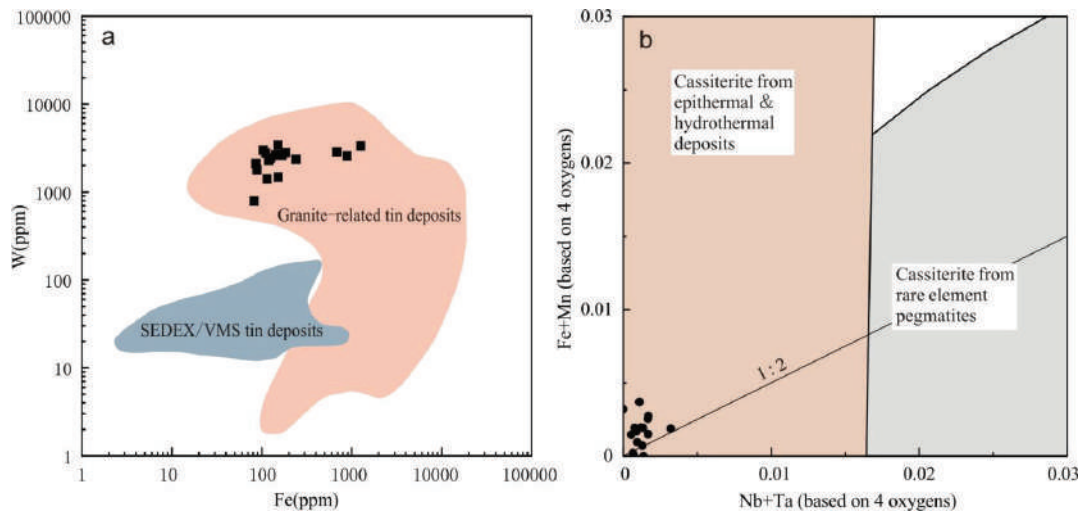 a
100000
10000
1000
100
10
1
W(ppm)
Granite-related tin deposits
SEDEX/VMS tin deposits
1
10
100
1000
10000
100000
Fe(ppm)
b
0.03
0.02
0.01
0
Fe+Mn (based on 4 oxygens)
Cassiterite from
epithermal &
hydrothermal
deposits
Cassiterite from
rare element
pegmatites
1:2
0
0.01
0.02
0.03
Nb+Ta (based on 4 oxygens)